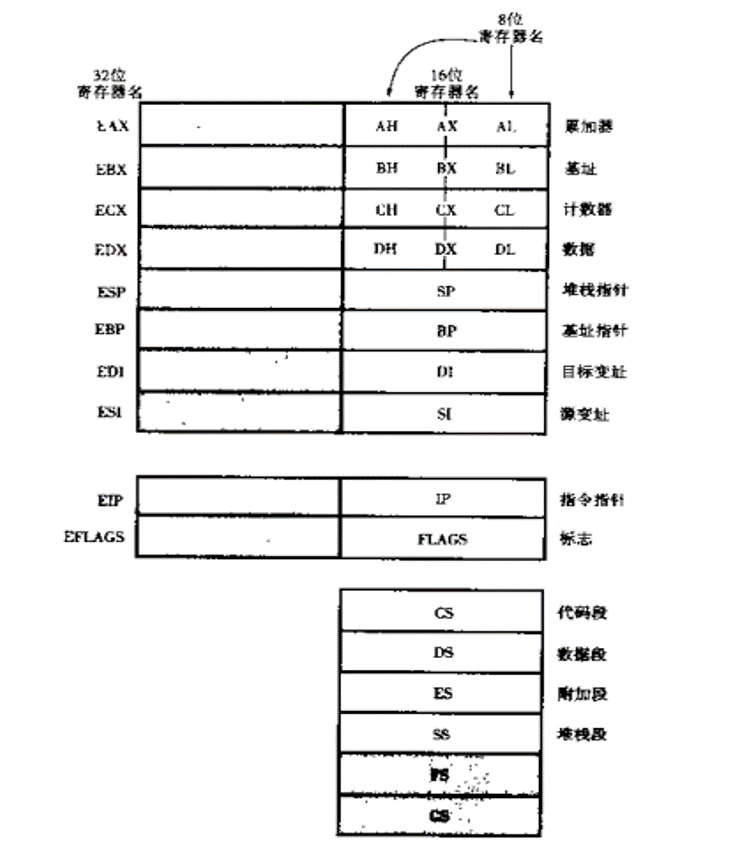 8位
寄存器名
32位
寄存器名
16位
寄存器名
EAX AH AX AL 累加器
EBX BH BX BL 基址
ECX CH CX CL 计数器
EDX DH DX DL 数据
ESP SP 堆栈指针
EBP BP 基址指针
EDI DI 目标变址
ESI SI 源变址
EIP IP 指令指针
EFLAGS FLAGS 标志
CS 代码段
DS 数据段
ES 附加段
SS 堆栈段
FS